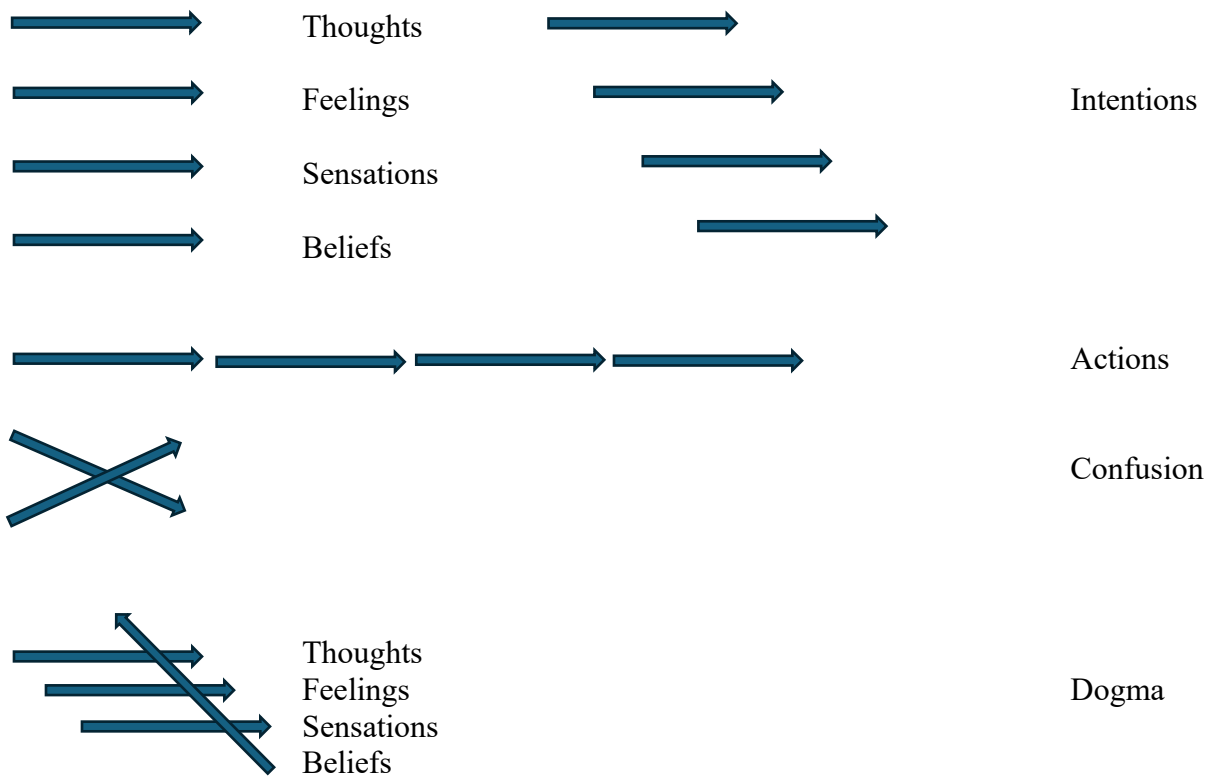 Thoughts
Feelings
Intentions
Sensations
Beliefs
Actions
Confusion
Thoughts
Feelings
Dogma
Sensations
Beliefs